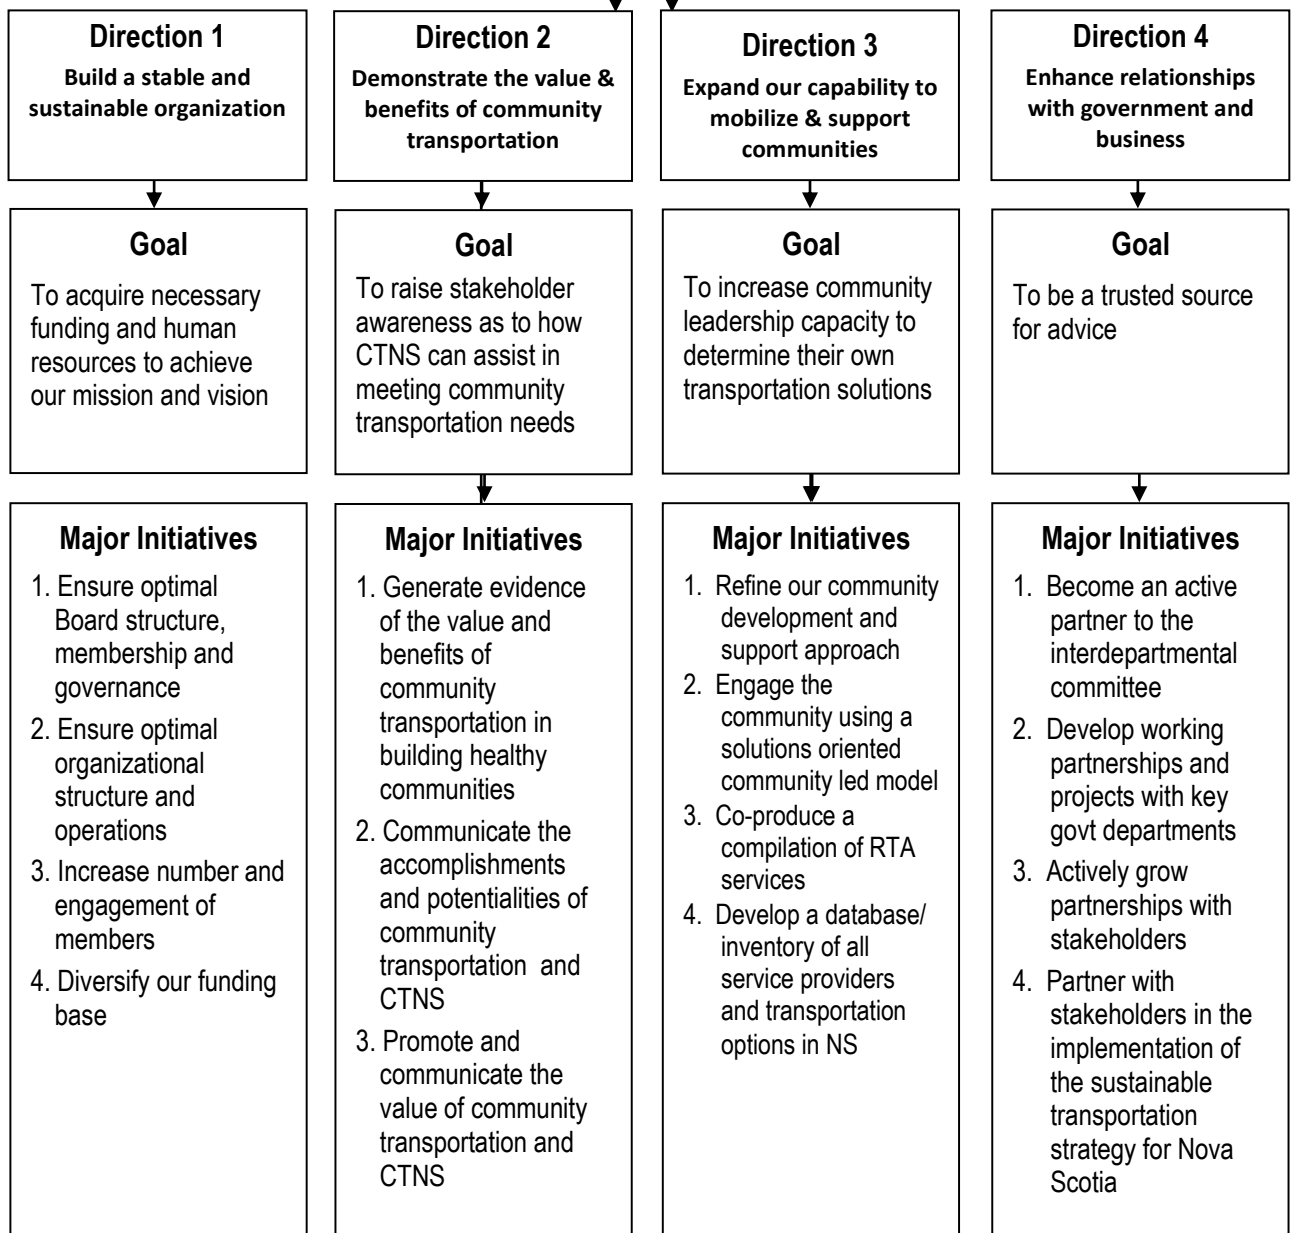 Direction 1
Build a stable and
sustainable organization
Goal
To acquire necessary
funding and human
resources to achieve
our mission and vision
Major Initiatives
1. Ensure optimal
Board structure,
membership and
governance
2. Ensure optimal
organizational
structure and
operations
3. Increase number and
engagement of
members
4. Diversify our funding
base
Direction 2
Demonstrate the value &
benefits of community
transportation
Goal
To raise stakeholder
awareness as to how
CTNS can assist in
meeting community
transportation needs
Major Initiatives
1. Generate evidence
of the value and
benefits of
community
transportation in
building healthy
communities
2. Communicate the
accomplishments
and potentialities of
community
transportation and
CTNS
3. Promote and
communicate the
value of community
transportation and
CTNS
Direction 3
Expand our capability to
mobilize & support
communities
Goal
To increase community
leadership capacity to
determine their own
transportation solutions
Major Initiatives
1. Refine our community
development and
support approach
2. Engage the
community using a
solutions oriented
community led model
3. Co-produce a
compilation of RTA
services
4. Develop a database/
inventory of all
service providers
and transportation
options in NS
Direction 4
Enhance relationships
with government and
business
Goal
To be a trusted source
for advice
Major Initiatives
1. Become an active
partner to the
interdepartmental
committee
2. Develop working
partnerships and
projects with key
govt departments
3. Actively grow
partnerships with
stakeholders
4. Partner with
stakeholders in the
implementation of
the sustainable
transportation
strategy for Nova
Scotia